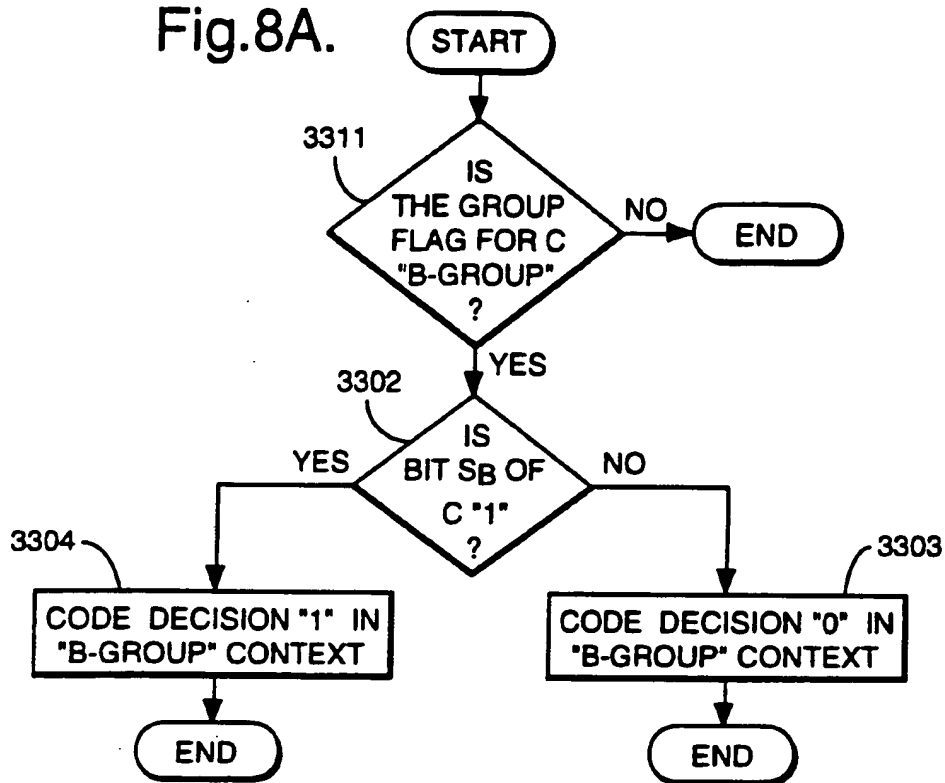 Fig.8A.
START
3311
IS
THE GROUP
FLAG FOR C
"B-GROUP"
?
NO
END
YES
3302
IS
BIT SB OF
C "1"
?
YES
NO
3304
3303
CODE DECISION "1" IN
"B-GROUP" CONTEXT
CODE DECISION "0" IN
"B-GROUP" CONTEXT
END
END